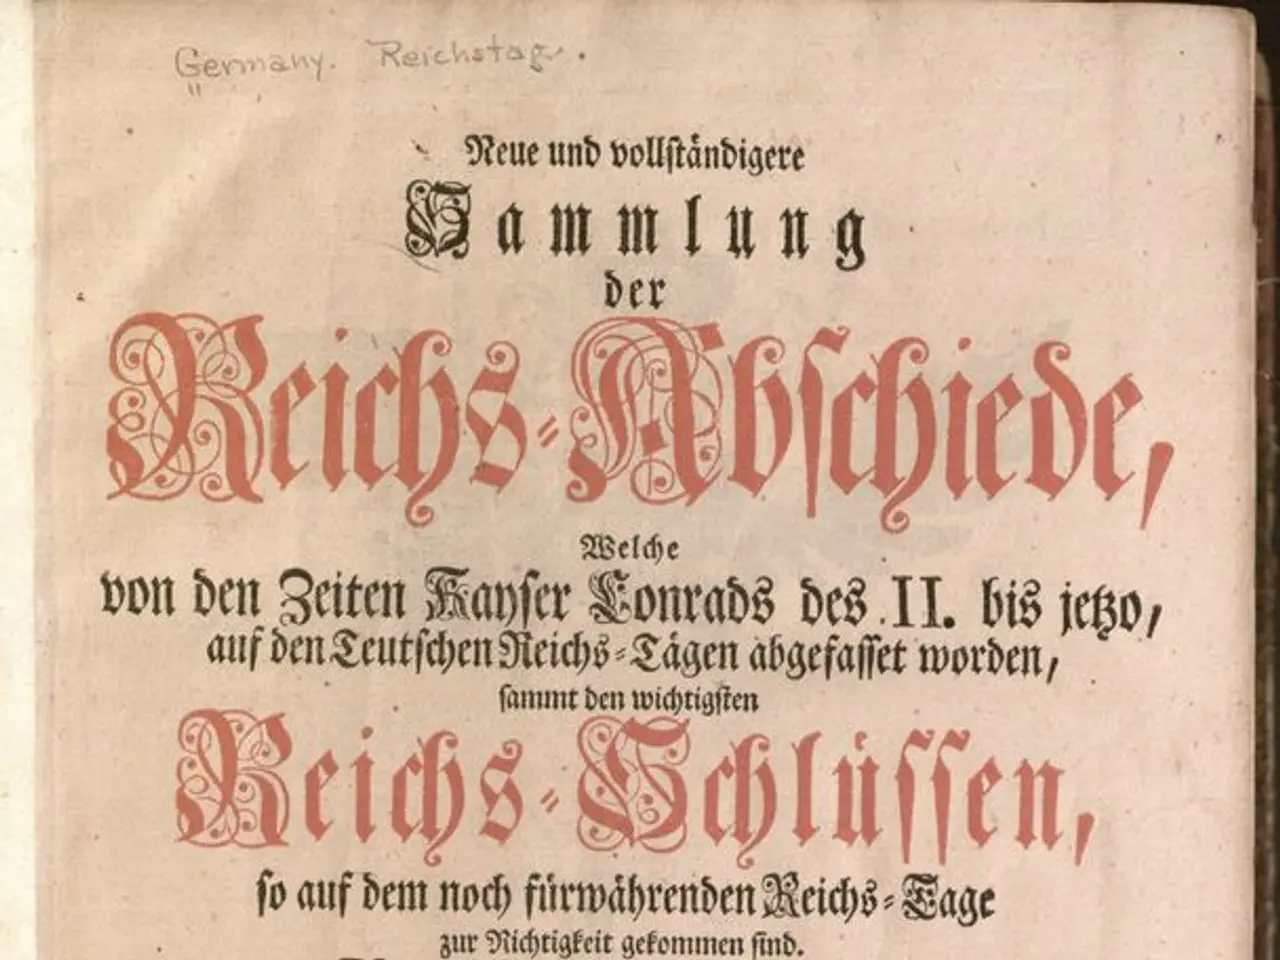 Germany. Reichstag.
Neue und vollständigere
Sammlung
der
Reichs-Abschiede,
Welche
von den Zeiten Kayser Conrads des II. bis jetzo,
auf den Teutschen Reichs-Tägen abgefasset worden,
sammt den wichtigsten
Reichs-Schlüssen,
so auf dem noch fürwährenden Reichs-Tage
zur Richtigkeit gekommen sind.